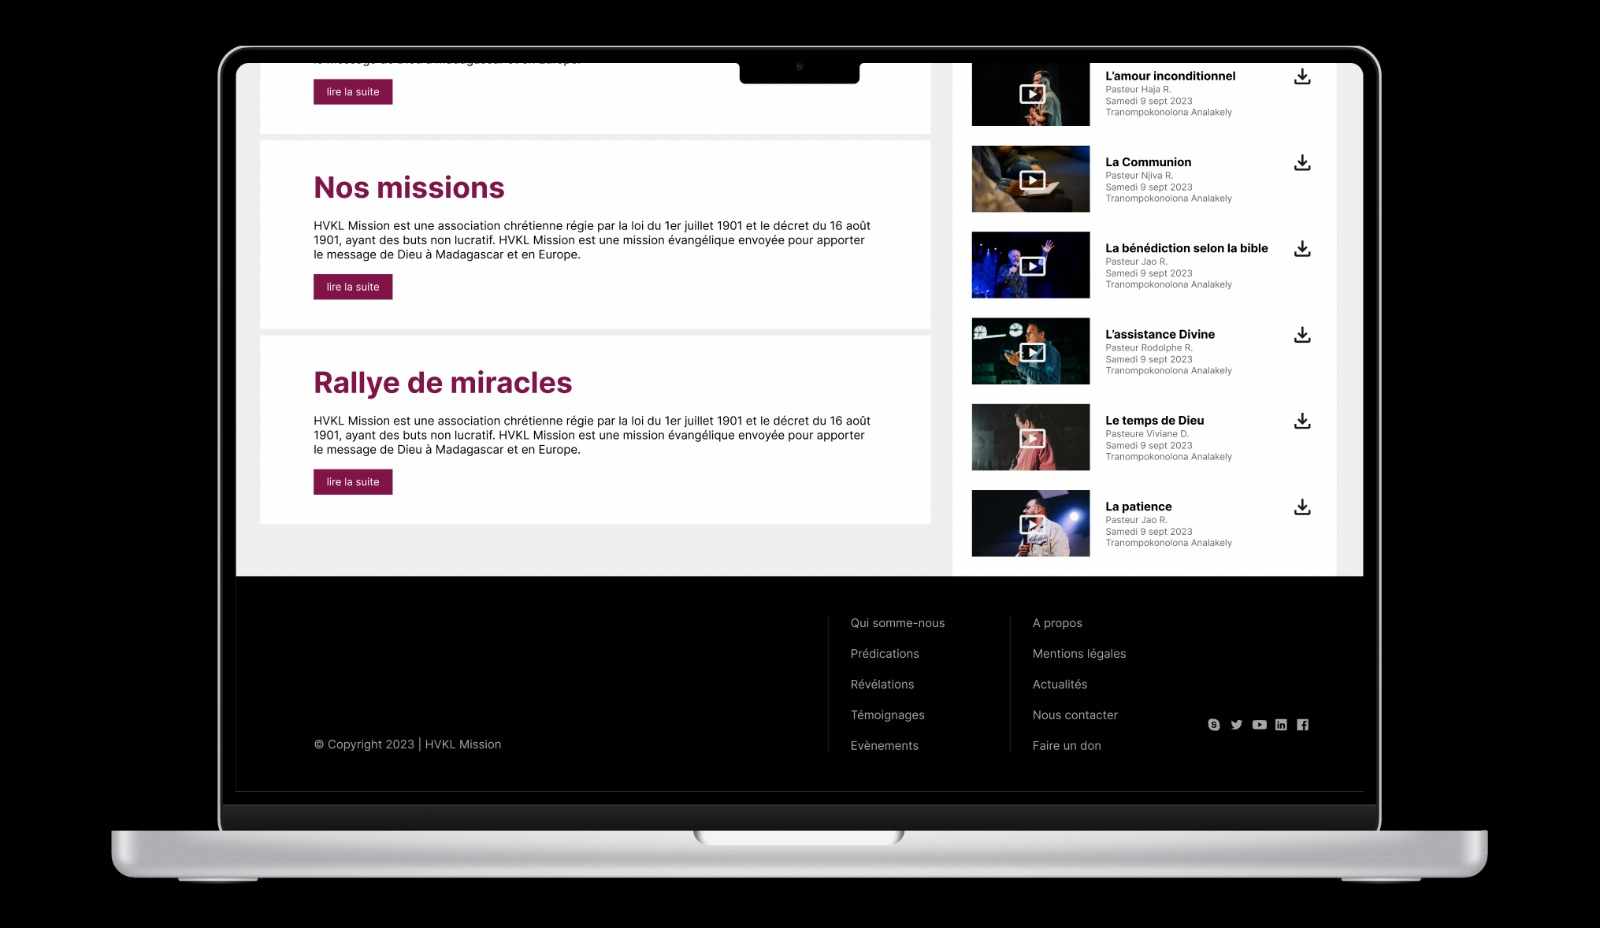 le message de Dieu à Madagascar et en Europe.
lire la suite
Nos missions
HVKL Mission est une association chrétienne régie par la loi du 1er juillet 1901 et le décret du 16 août
1901, ayant des buts non lucratif. HVKL Mission est une mission évangélique envoyée pour apporter
le message de Dieu à Madagascar et en Europe.
lire la suite
Rallye de miracles
HVKL Mission est une association chrétienne régie par la loi du 1er juillet 1901 et le décret du 16 août
1901, ayant des buts non lucratif. HVKL Mission est une mission évangélique envoyée pour apporter
le message de Dieu à Madagascar et en Europe.
lire la suite
L'amour inconditionnel
Pasteur Haja R.
Samedi 9 sept 2023
Tranompokonolona Analakely
La Communion
Pasteur Njiva R.
Samedi 9 sept 2023
Tranompokonolona Analakely
La bénédiction selon la bible
Pasteur Jao R.
Samedi 9 sept 2023
Tranompokonolona Analakely
L'assistance Divine
Pasteur Rodolphe R.
Samedi 9 sept 2023
Tranompokonolona Analakely
Le temps de Dieu
Pasteure Viviane D.
Samedi 9 sept 2023
Tranompokonolona Analakely
La patience
Pasteur Jao R.
Samedi 9 sept 2023
Tranompokonolona Analakely
© Copyright 2023 | HVKL Mission
Qui somme-nous
Prédications
Révélations
Témoignages
Evènements
A propos
Mentions légales
Actualités
Nous contacter
Faire un don